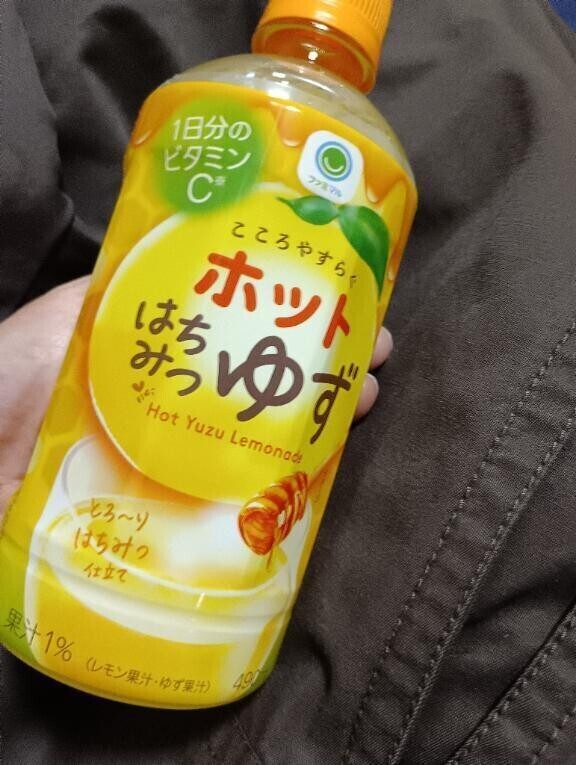 1日分の
ビタミン
C※
ファミマル
こころやすらぐ
ホット
はちみつ
ゆず
Hot Yuzu Lemonade
とろ〜り
はちみつ
仕立て
果汁1%
(レモン果汁・ゆず果汁)
490